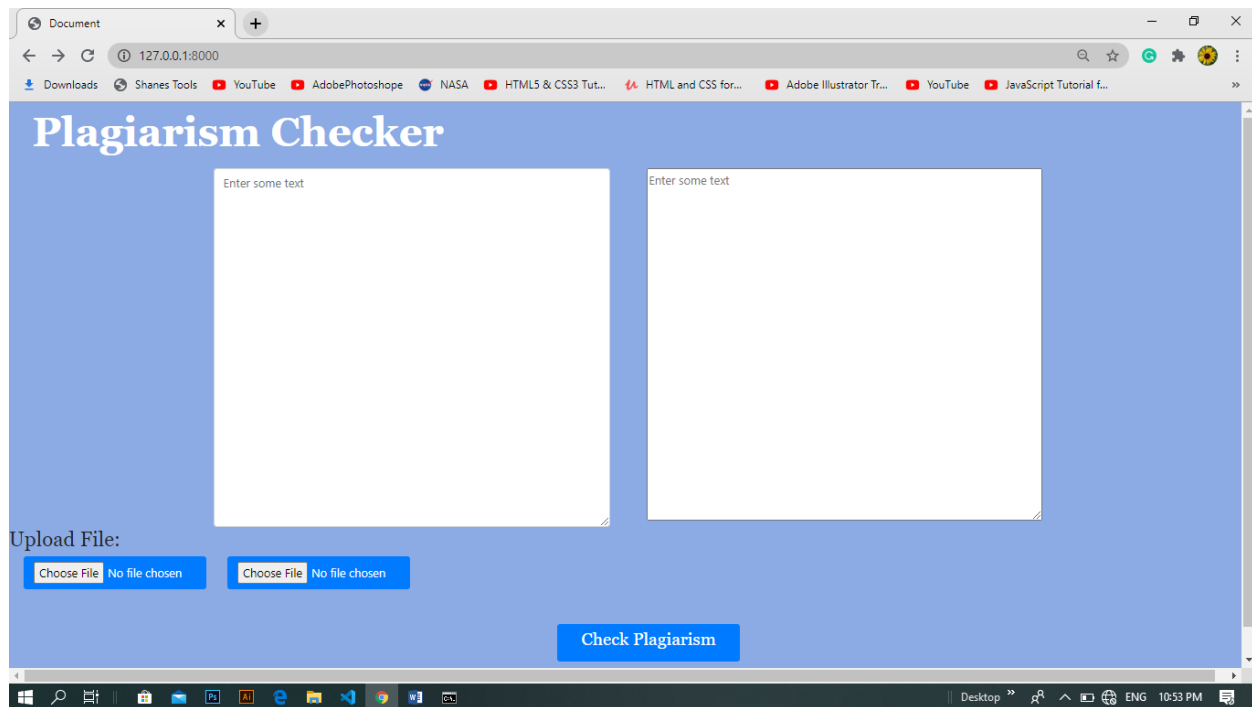 Document
127.0.0.1:8000
Downloads Shanes Tools YouTube AdobePhotoshope NASA HTML5 & CSS3 Tut... HTML and CSS for... Adobe Illustrator Tr... YouTube JavaScript Tutorial f... »
Plagiarism Checker
Enter some text Enter some text
Upload File:
Choose File No file chosen Choose File No file chosen
Check Plagiarism
Ps Ai Desktop » ENG 10:53 PM